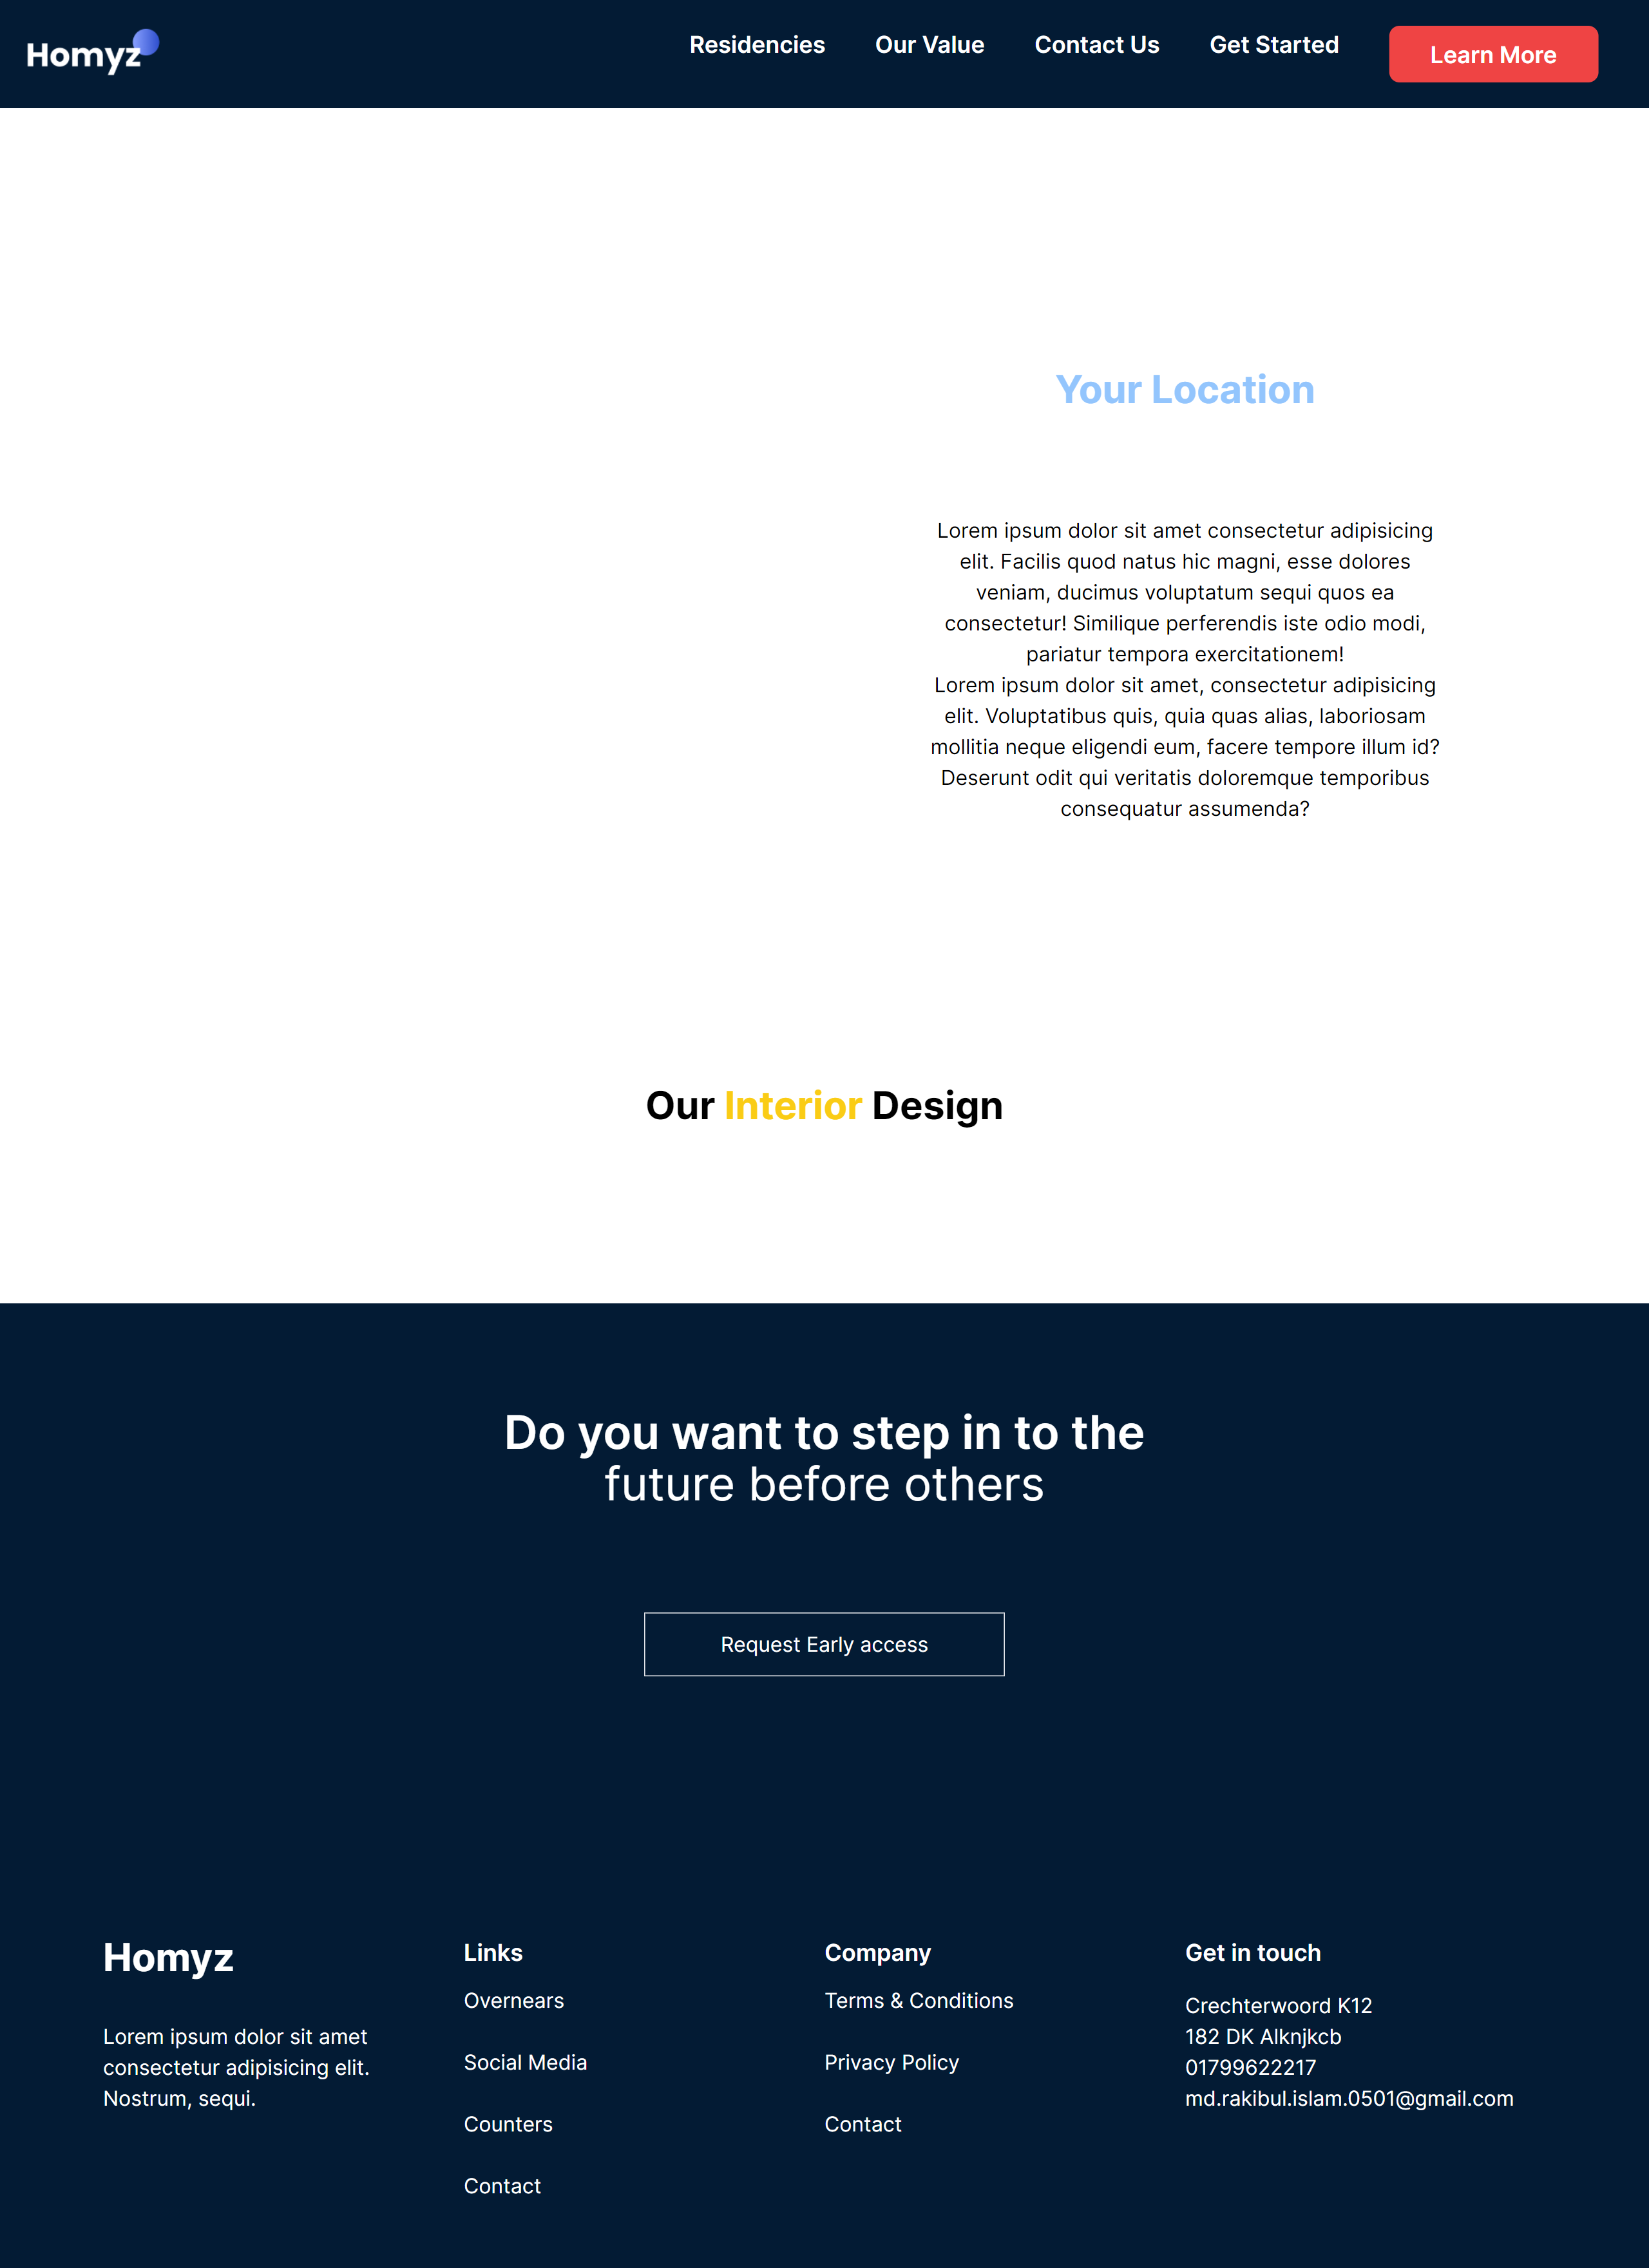 Homyz
Residencies
Our Value
Contact Us
Get Started
Learn More
Your Location
Lorem ipsum dolor sit amet consectetur adipisicing
elit. Facilis quod natus hic magni, esse dolores
veniam, ducimus voluptatum sequi quos ea
consectetur! Similique perferendis iste odio modi,
pariatur tempora exercitationem!
Lorem ipsum dolor sit amet, consectetur adipisicing
elit. Voluptatibus quis, quia quas alias, laboriosam
mollitia neque eligendi eum, facere tempore illum id?
Deserunt odit qui veritatis doloremque temporibus
consequatur assumenda?
Our Interior Design
Do you want to step in to the
future before others
Request Early access
Homyz
Lorem ipsum dolor sit amet
consectetur adipisicing elit.
Nostrum, sequi.
Links
Overnears
Social Media
Counters
Contact
Company
Terms & Conditions
Privacy Policy
Contact
Get in touch
Crechterwoord K12
182 DK Alknjkcb
01799622217
md.rakibul.islam.0501@gmail.com